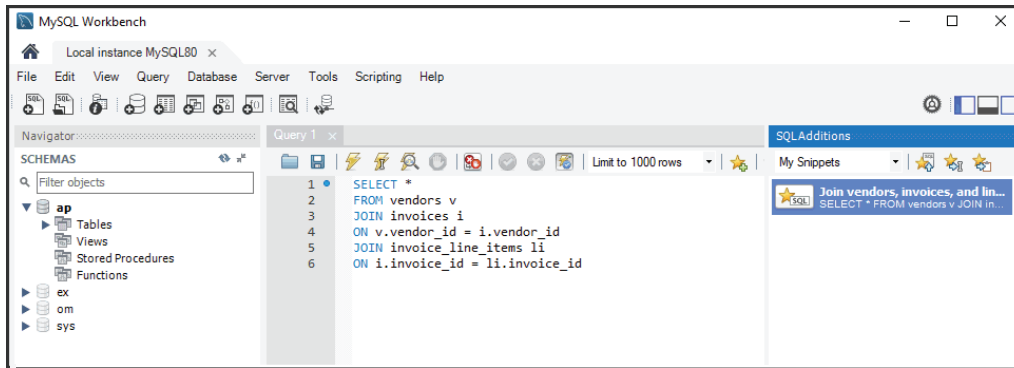 MySQL Workbench
Local instance MySQL80
File Edit View Query Database Server Tools Scripting Help
SQL SQL
Navigator
SCHEMAS
Filter objects
ap
Tables
Views
Stored Procedures
Functions
ex
om
sys
Query 1
Limit to 1000 rows
1 SELECT *
2 FROM vendors v
3 JOIN invoices i
4 ON v.vendor_id = i.vendor_id
5 JOIN invoice_line_items li
6 ON i.invoice_id = li.invoice_id
SQLAdditions
My Snippets
SQL
Join vendors, invoices, and lin...
SELECT * FROM vendors v JOIN in...